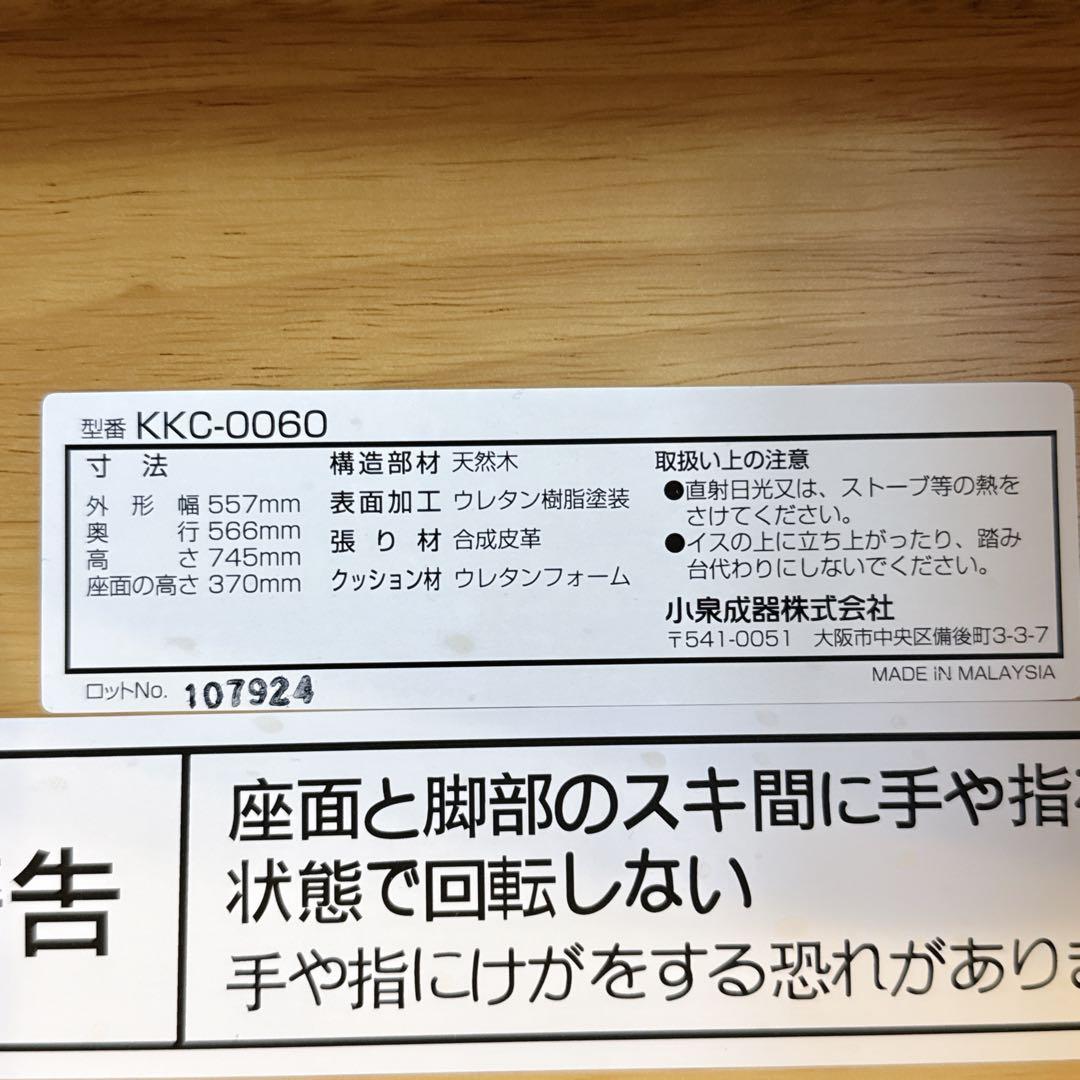 型番 KKC-0060
寸 法
外 形 幅 557mm
奥 行 566mm
高 さ 745mm
座面の高さ 370mm
構造部材 天然木
表面加工 ウレタン樹脂塗装
張り材 合成皮革
クッション材 ウレタンフォーム
取扱い上の注意
●直射日光又は、ストーブ等の熱を
さけてください。
●イスの上に立ち上がったり、踏み
台代わりにしないでください。
小泉成器株式会社
〒541-0051 大阪市中央区備後町3-3-7
ロットNo. 107924
MADE iN MALAYSIA
告
座面と脚部のスキ間に手や指
状態で回転しない
手や指にけがをする恐れがあり